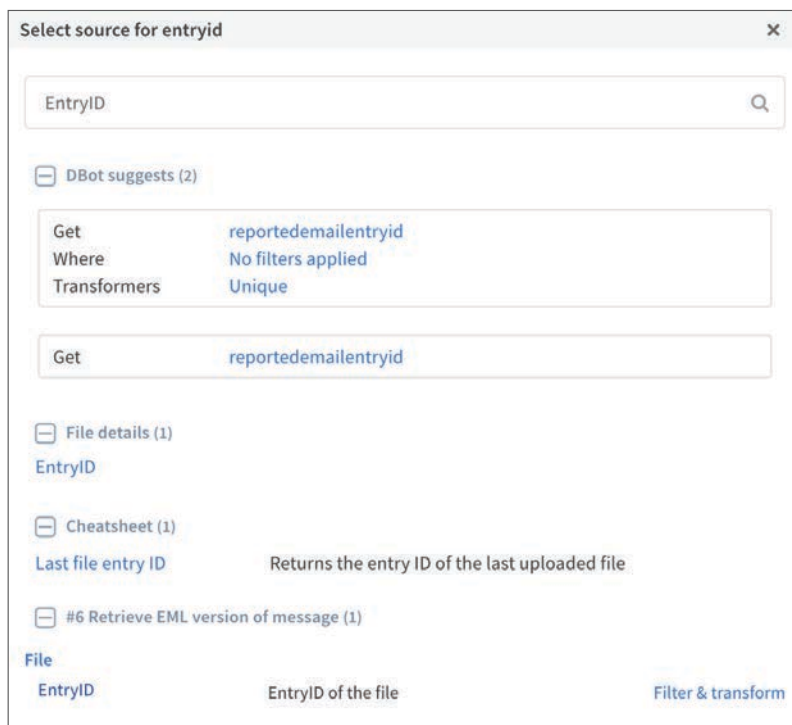 Select source for entryid
EntryID
DBot suggests (2)
Get reportedemailentryid
Where No filters applied
Transformers Unique
Get reportedemailentryid
File details (1)
EntryID
Cheatsheet (1)
Last file entry ID Returns the entry ID of the last uploaded file
#6 Retrieve EML version of message (1)
File
EntryID EntryID of the file Filter & transform